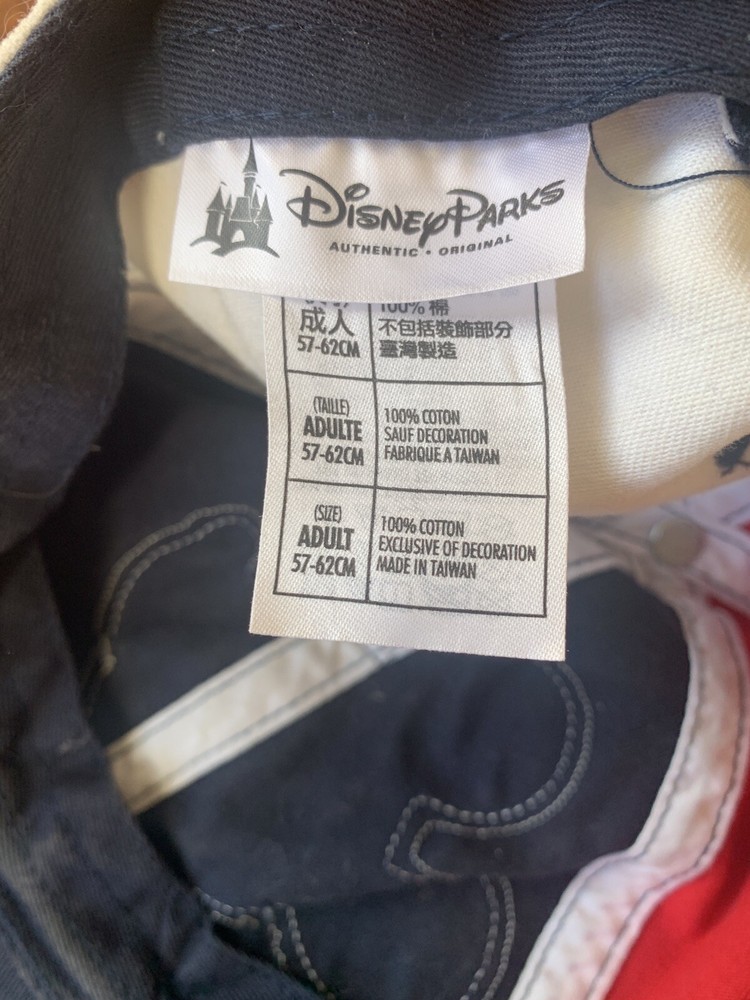 DISNEY PARKS
AUTHENTIC • ORIGINAL
成人
57-62CM
100% 棉
不包括裝飾部分
臺灣製造
(TAILLE)
ADULTE
57-62CM
100% COTON
SAUF DECORATION
FABRIQUE A TAIWAN
(SIZE)
ADULT
57-62CM
100% COTTON
EXCLUSIVE OF DECORATION
MADE IN TAIWAN